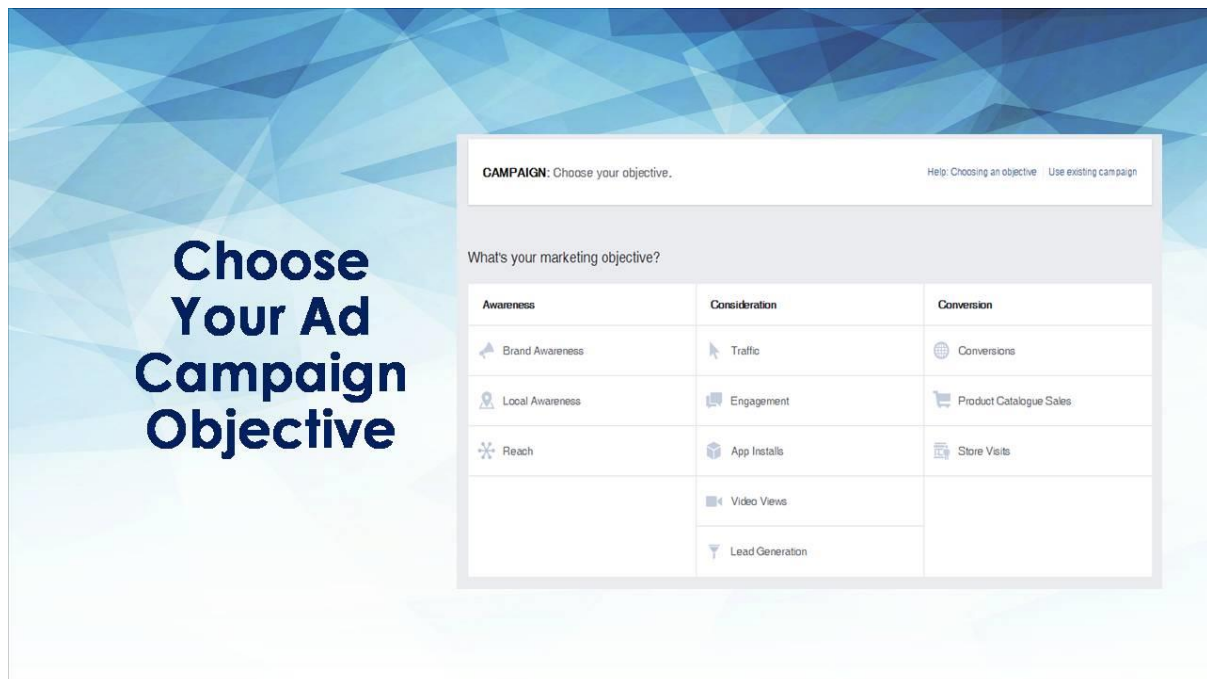 Choose
Your Ad
Campaign
Objective
CAMPAIGN: Choose your objective.
Help: Choosing an objective
Use existing campaign
What's your marketing objective?
Awareness
Consideration
Conversion
Brand Awareness
Traffic
Conversions
Local Awareness
Engagement
Product Catalogue Sales
Reach
App Installs
Store Visits
Video Views
Lead Generation